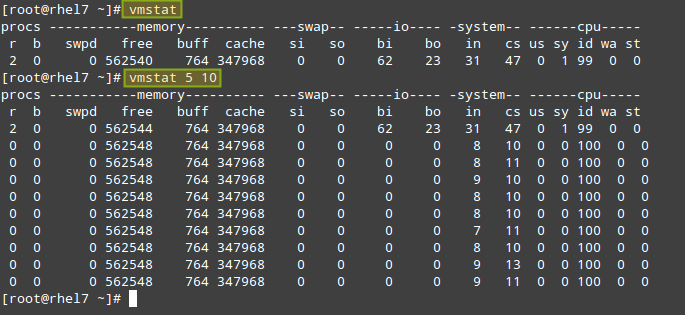 [root@rhel7 ~]# vmstat
procs -----------memory---------- ---swap-- -----io---- -system-- ------cpu-----
 r  b   swpd   free   buff  cache   si   so    bi    bo   in   cs us sy id wa st
 2  0      0 562540    764 347968    0    0    62    23   31   47  0  1 99  0  0
[root@rhel7 ~]# vmstat 5 10
procs -----------memory---------- ---swap-- -----io---- -system-- ------cpu-----
 r  b   swpd   free   buff  cache   si   so    bi    bo   in   cs us sy id wa st
 2  0      0 562544    764 347968    0    0    62    23   31   47  0  1 99  0  0
 0  0      0 562548    764 347968    0    0     0     0    8   10  0  0 100  0  0
 0  0      0 562548    764 347968    0    0     0     0    8   11  0  0 100  0  0
 0  0      0 562548    764 347968    0    0     0     0    9   10  0  0 100  0  0
 0  0      0 562548    764 347968    0    0     0     0    8   10  0  0 100  0  0
 0  0      0 562548    764 347968    0    0     0     0    8   10  0  0 100  0  0
 0  0      0 562548    764 347968    0    0     0     0    7   11  0  0 100  0  0
 0  0      0 562548    764 347968    0    0     0     0    8   10  0  0 100  0  0
 0  0      0 562548    764 347968    0    0     0     0    9   13  0  0 100  0  0
 0  0      0 562548    764 347968    0    0     0     0    9   11  0  0 100  0  0
[root@rhel7 ~]#